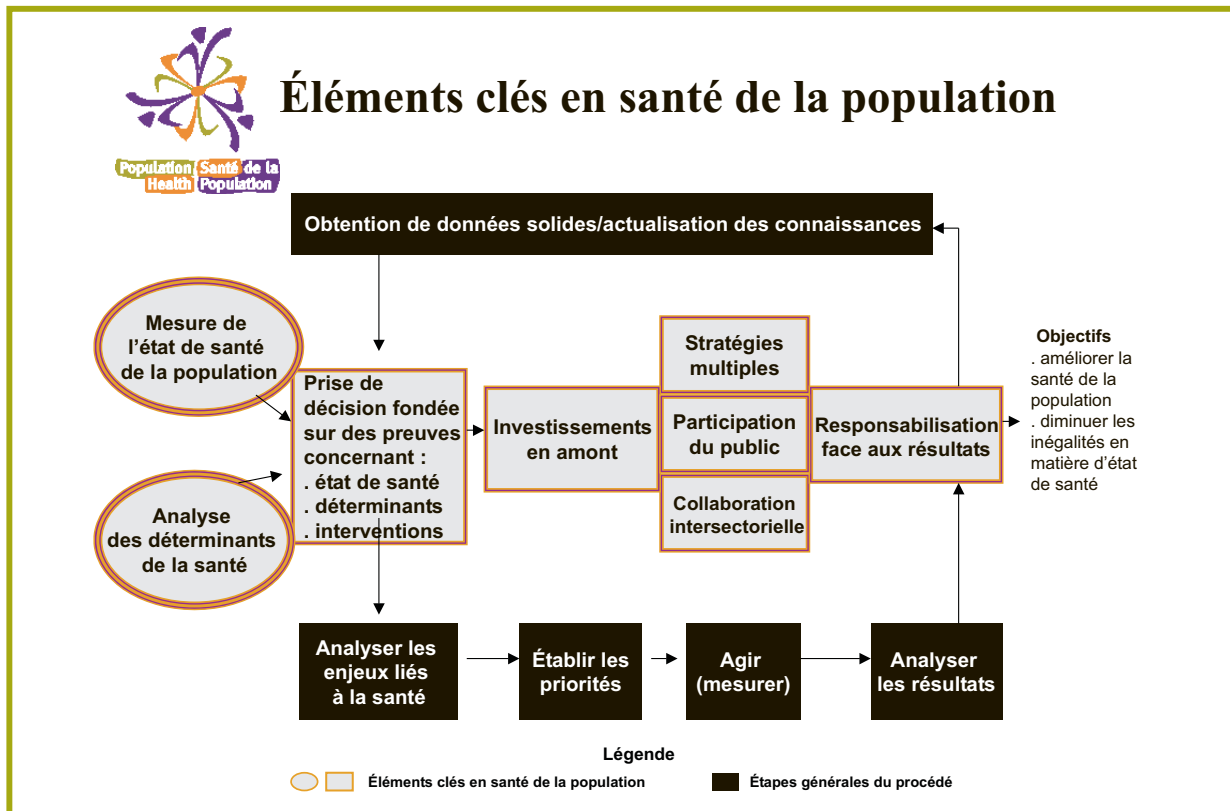 Éléments clés en santé de la population
Population Santé de la
Health Population
Obtention de données solides/actualisation des connaissances
Mesure de
l'état de santé
de la population
Analyse
des déterminants
de la santé
Prise de
décision fondée
sur des preuves
concernant :
. état de santé
. déterminants
. interventions
Investissements
en amont
Stratégies
multiples
Participation
du public
Collaboration
intersectorielle
Responsabilisation
face aux résultats
Objectifs
. améliorer la
santé de la
population
. diminuer les
inégalités en
matière d'état
de santé
Analyser les
enjeux liés
à la santé
Établir les
priorités
Agir
(mesurer)
Analyser
les résultats
Légende
Éléments clés en santé de la population
Étapes générales du procédé